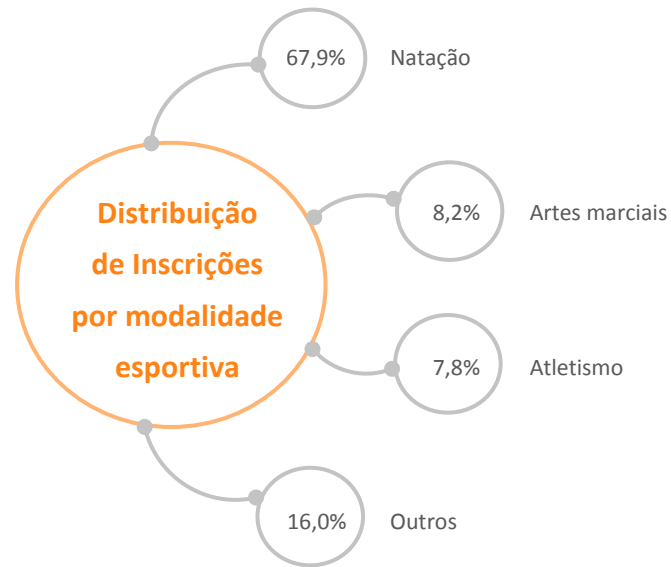 67,9% Natação
Distribuição
de Inscrições
por modalidade
esportiva
8,2% Artes marciais
7,8% Atletismo
16,0% Outros